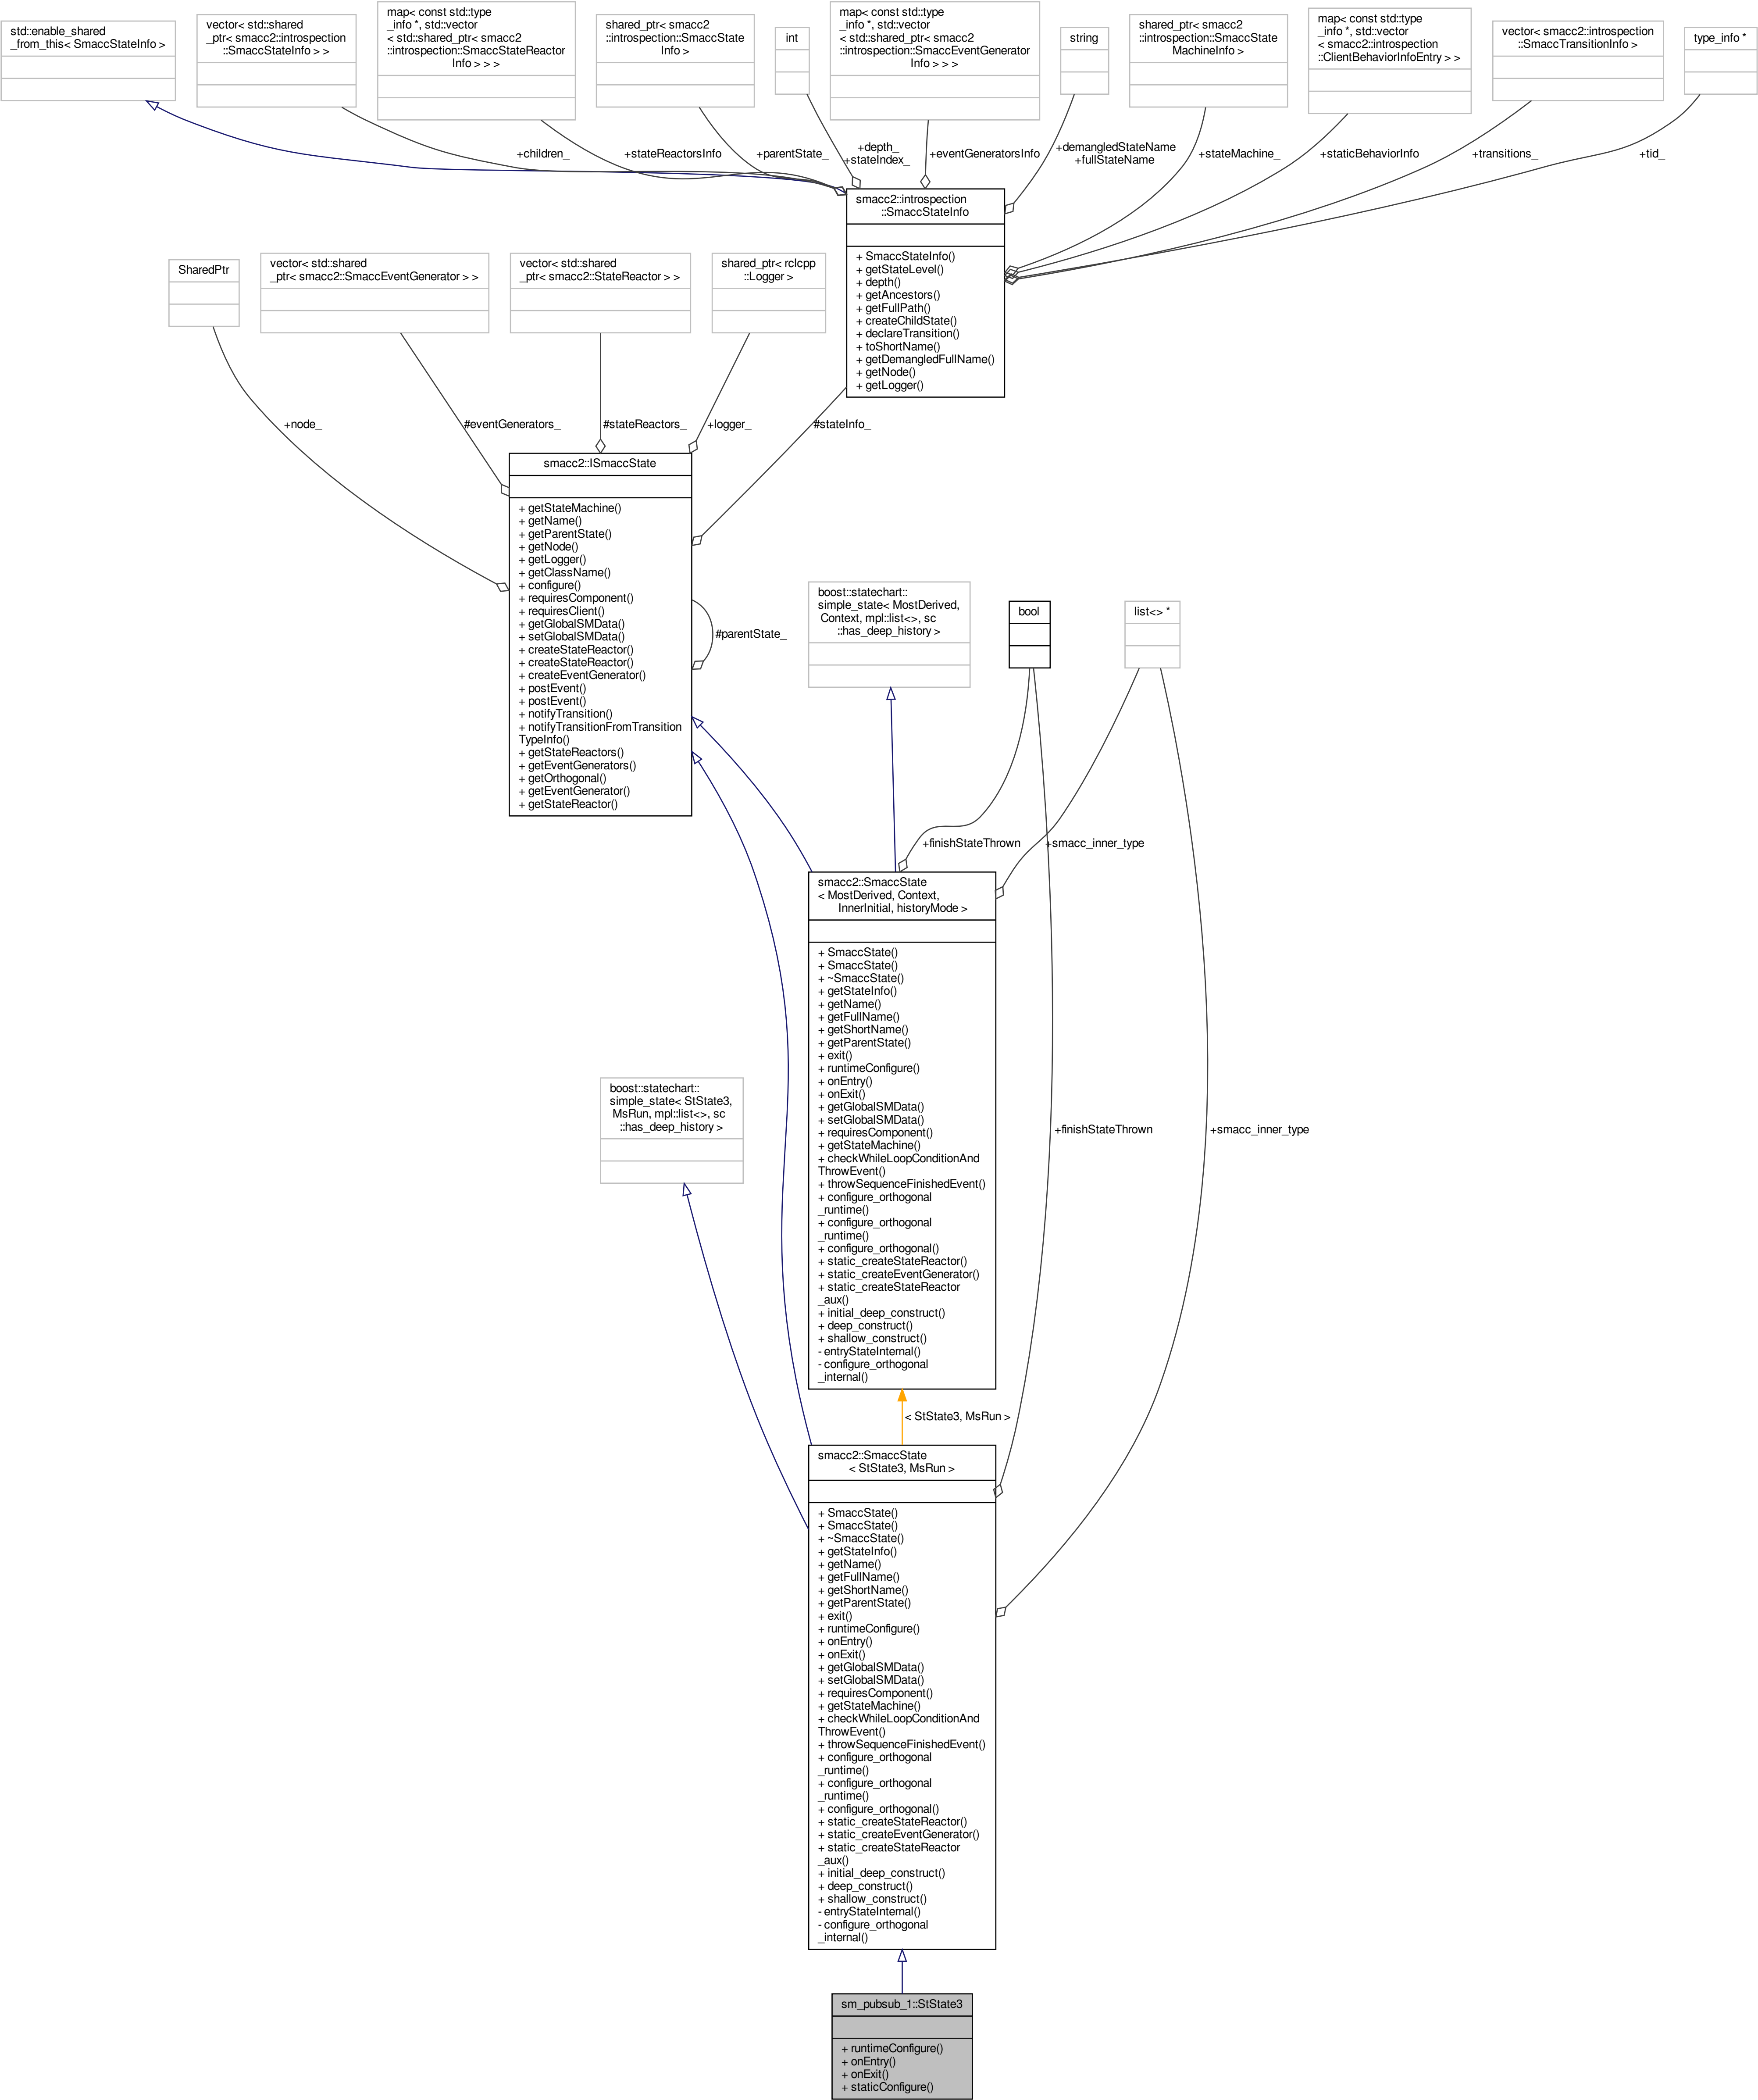 std::enable_shared
_from_this< SmaccStateInfo >
vector< std::shared
_ptr< smacc2::introspection
::SmaccStateInfo > >
map< const std::type
_info *, std::vector
< std::shared_ptr< smacc2
::introspection::SmaccStateReactor
Info > > >
shared_ptr< smacc2
::introspection::SmaccState
Info >
int
map< const std::type
_info *, std::vector
< std::shared_ptr< smacc2
::introspection::SmaccEventGenerator
Info > > >
string
shared_ptr< smacc2
::introspection::SmaccState
MachineInfo >
map< const std::type
_info *, std::vector
< smacc2::introspection
::ClientBehaviorInfoEntry > >
vector< smacc2::introspection
::SmaccTransitionInfo >
type_info *
+children_
+stateReactorsInfo
+parentState_
+depth_
+stateIndex_
+eventGeneratorsInfo
+demangledStateName
+fullStateName
+stateMachine_
+staticBehaviorInfo
+transitions_
+tid_
smacc2::introspection
::SmaccStateInfo
+ SmaccStateInfo()
+ getStateLevel()
+ depth()
+ getAncestors()
+ getFullPath()
+ createChildState()
+ declareTransition()
+ toShortName()
+ getDemangledFullName()
+ getNode()
+ getLogger()
SharedPtr
vector< std::shared
_ptr< smacc2::SmaccEventGenerator > >
vector< std::shared
_ptr< smacc2::StateReactor > >
shared_ptr< rclcpp
::Logger >
+node_
#eventGenerators_
#stateReactors_
+logger_
#stateInfo_
smacc2::ISmaccState
+ getStateMachine()
+ getName()
+ getParentState()
+ getNode()
+ getLogger()
+ getClassName()
+ configure()
+ requiresComponent()
+ requiresClient()
+ getGlobalSMData()
+ setGlobalSMData()
+ createStateReactor()
+ createStateReactor()
+ createEventGenerator()
+ postEvent()
+ postEvent()
+ notifyTransition()
+ notifyTransitionFromTransition
TypeInfo()
+ getStateReactors()
+ getEventGenerators()
+ getOrthogonal()
+ getEventGenerator()
+ getStateReactor()
#parentState_
boost::statechart::
simple_state< MostDerived,
Context, mpl::list<>, sc
::has_deep_history >
bool
list<> *
+finishStateThrown
+smacc_inner_type
smacc2::SmaccState
< MostDerived, Context,
InnerInitial, historyMode >
+ SmaccState()
+ SmaccState()
+ ~SmaccState()
+ getStateInfo()
+ getName()
+ getFullName()
+ getShortName()
+ getParentState()
+ exit()
+ runtimeConfigure()
+ onEntry()
+ onExit()
+ getGlobalSMData()
+ setGlobalSMData()
+ requiresComponent()
+ getStateMachine()
+ checkWhileLoopConditionAnd
ThrowEvent()
+ throwSequenceFinishedEvent()
+ configure_orthogonal
_runtime()
+ configure_orthogonal
_runtime()
+ configure_orthogonal()
+ static_createStateReactor()
+ static_createEventGenerator()
+ static_createStateReactor
_aux()
+ initial_deep_construct()
+ deep_construct()
+ shallow_construct()
- entryStateInternal()
- configure_orthogonal
_internal()
boost::statechart::
simple_state< StState3,
MsRun, mpl::list<>, sc
::has_deep_history >
+finishStateThrown
+smacc_inner_type
< StState3, MsRun >
smacc2::SmaccState
< StState3, MsRun >
+ SmaccState()
+ SmaccState()
+ ~SmaccState()
+ getStateInfo()
+ getName()
+ getFullName()
+ getShortName()
+ getParentState()
+ exit()
+ runtimeConfigure()
+ onEntry()
+ onExit()
+ getGlobalSMData()
+ setGlobalSMData()
+ requiresComponent()
+ getStateMachine()
+ checkWhileLoopConditionAnd
ThrowEvent()
+ throwSequenceFinishedEvent()
+ configure_orthogonal
_runtime()
+ configure_orthogonal
_runtime()
+ configure_orthogonal()
+ static_createStateReactor()
+ static_createEventGenerator()
+ static_createStateReactor
_aux()
+ initial_deep_construct()
+ deep_construct()
+ shallow_construct()
- entryStateInternal()
- configure_orthogonal
_internal()
sm_pubsub_1::StState3
+ runtimeConfigure()
+ onEntry()
+ onExit()
+ staticConfigure()